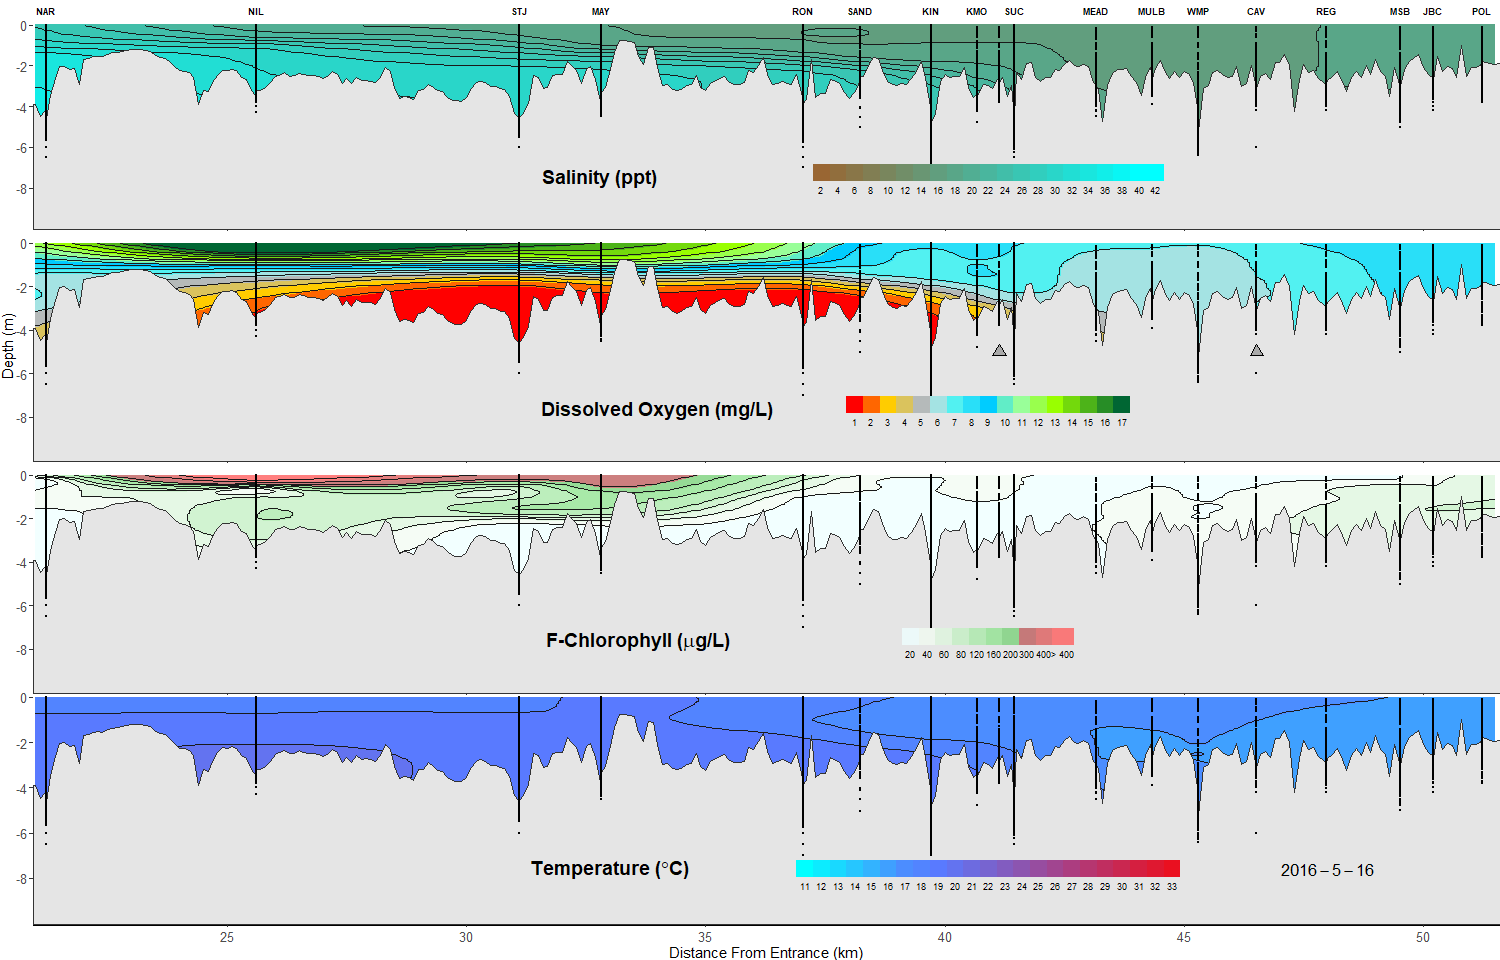 NAR NIL STJ MAY RON SAND KIN KMO SUC MEAD MULB WMP CAV REG MSB JBC POL
0
-2
-4
-6
-8
Salinity (ppt)
2 4 6 8 10 12 14 16 18 20 22 24 26 28 30 32 34 36 38 40 42
0
-2
-4
-6
-8
Depth (m)
Dissolved Oxygen (mg/L)
1 2 3 4 5 6 7 8 9 10 11 12 13 14 15 16 17
0
-2
-4
-6
-8
F-Chlorophyll (μg/L)
20 40 60 80 120 160 200 300 400> 400
0
-2
-4
-6
-8
Temperature (°C)
11 12 13 14 15 16 17 18 19 20 21 22 23 24 25 26 27 28 29 30 31 32 33
2016 – 5 – 16
25 30 35 40 45 50
Distance From Entrance (km)